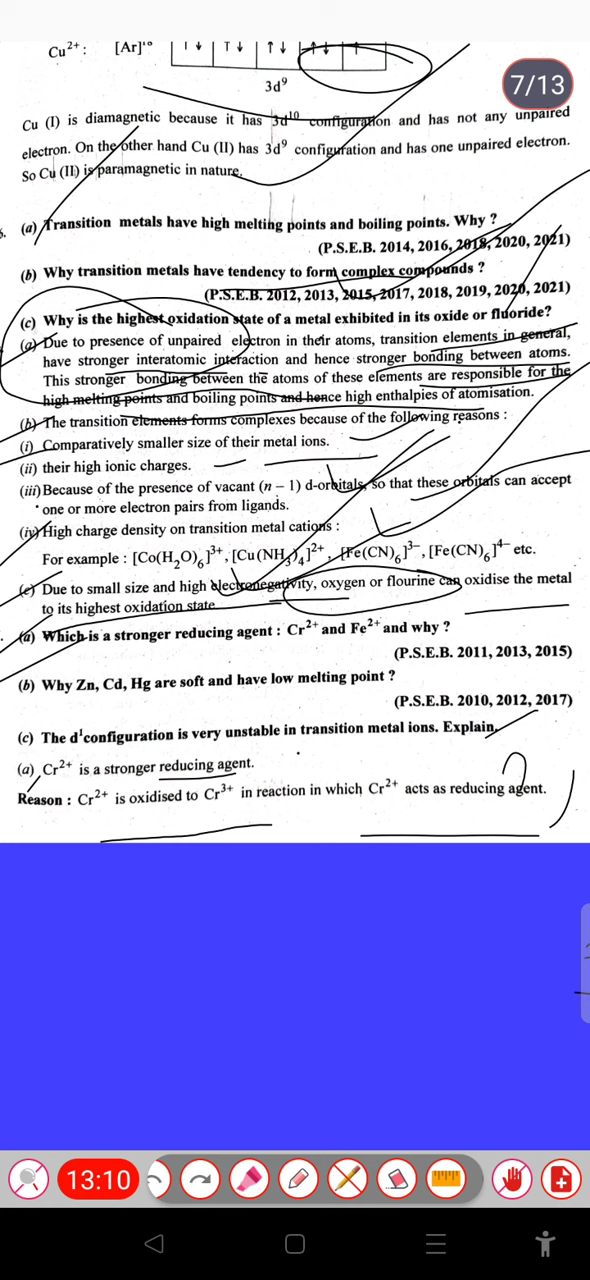 Cu²⁺ : [Ar]¹⁸
3d⁹
7/13
Cu (I) is diamagnetic because it has 3d¹⁰ configuration and has not any unpaired
electron. On the other hand Cu (II) has 3d⁹ configuration and has one unpaired electron.
So Cu (II) is paramagnetic in nature.
(a) Transition metals have high melting points and boiling points. Why ?
(P.S.E.B. 2014, 2016, 2018, 2020, 2021)
(b) Why transition metals have tendency to form complex compounds ?
(P.S.E.B. 2012, 2013, 2015, 2017, 2018, 2019, 2020, 2021)
(c) Why is the highest oxidation state of a metal exhibited in its oxide or fluoride?
(a) Due to presence of unpaired electron in their atoms, transition elements in general,
have stronger interatomic interaction and hence stronger bonding between atoms.
This stronger bonding between the atoms of these elements are responsible for the
high melting points and boiling points and hence high enthalpies of atomisation.
(b) The transition elements forms complexes because of the following reasons :
(i) Comparatively smaller size of their metal ions.
(ii) their high ionic charges.
(iii) Because of the presence of vacant (n – 1) d-orbitals, so that these orbitals can accept
one or more electron pairs from ligands.
(iv) High charge density on transition metal cations :
For example : [Co(H₂O)₆]³⁺, [Cu(NH₃)₄]²⁺, [Fe(CN)₆]³⁻, [Fe(CN)₆]⁴⁻ etc.
(c) Due to small size and high electronegativity, oxygen or flourine can oxidise the metal
to its highest oxidation state.
(a) Which is a stronger reducing agent : Cr²⁺ and Fe²⁺ and why ?
(P.S.E.B. 2011, 2013, 2015)
(b) Why Zn, Cd, Hg are soft and have low melting point ?
(P.S.E.B. 2010, 2012, 2017)
(c) The d¹configuration is very unstable in transition metal ions. Explain.
(a) Cr²⁺ is a stronger reducing agent.
Reason : Cr²⁺ is oxidised to Cr³⁺ in reaction in which Cr²⁺ acts as reducing agent.
13:10